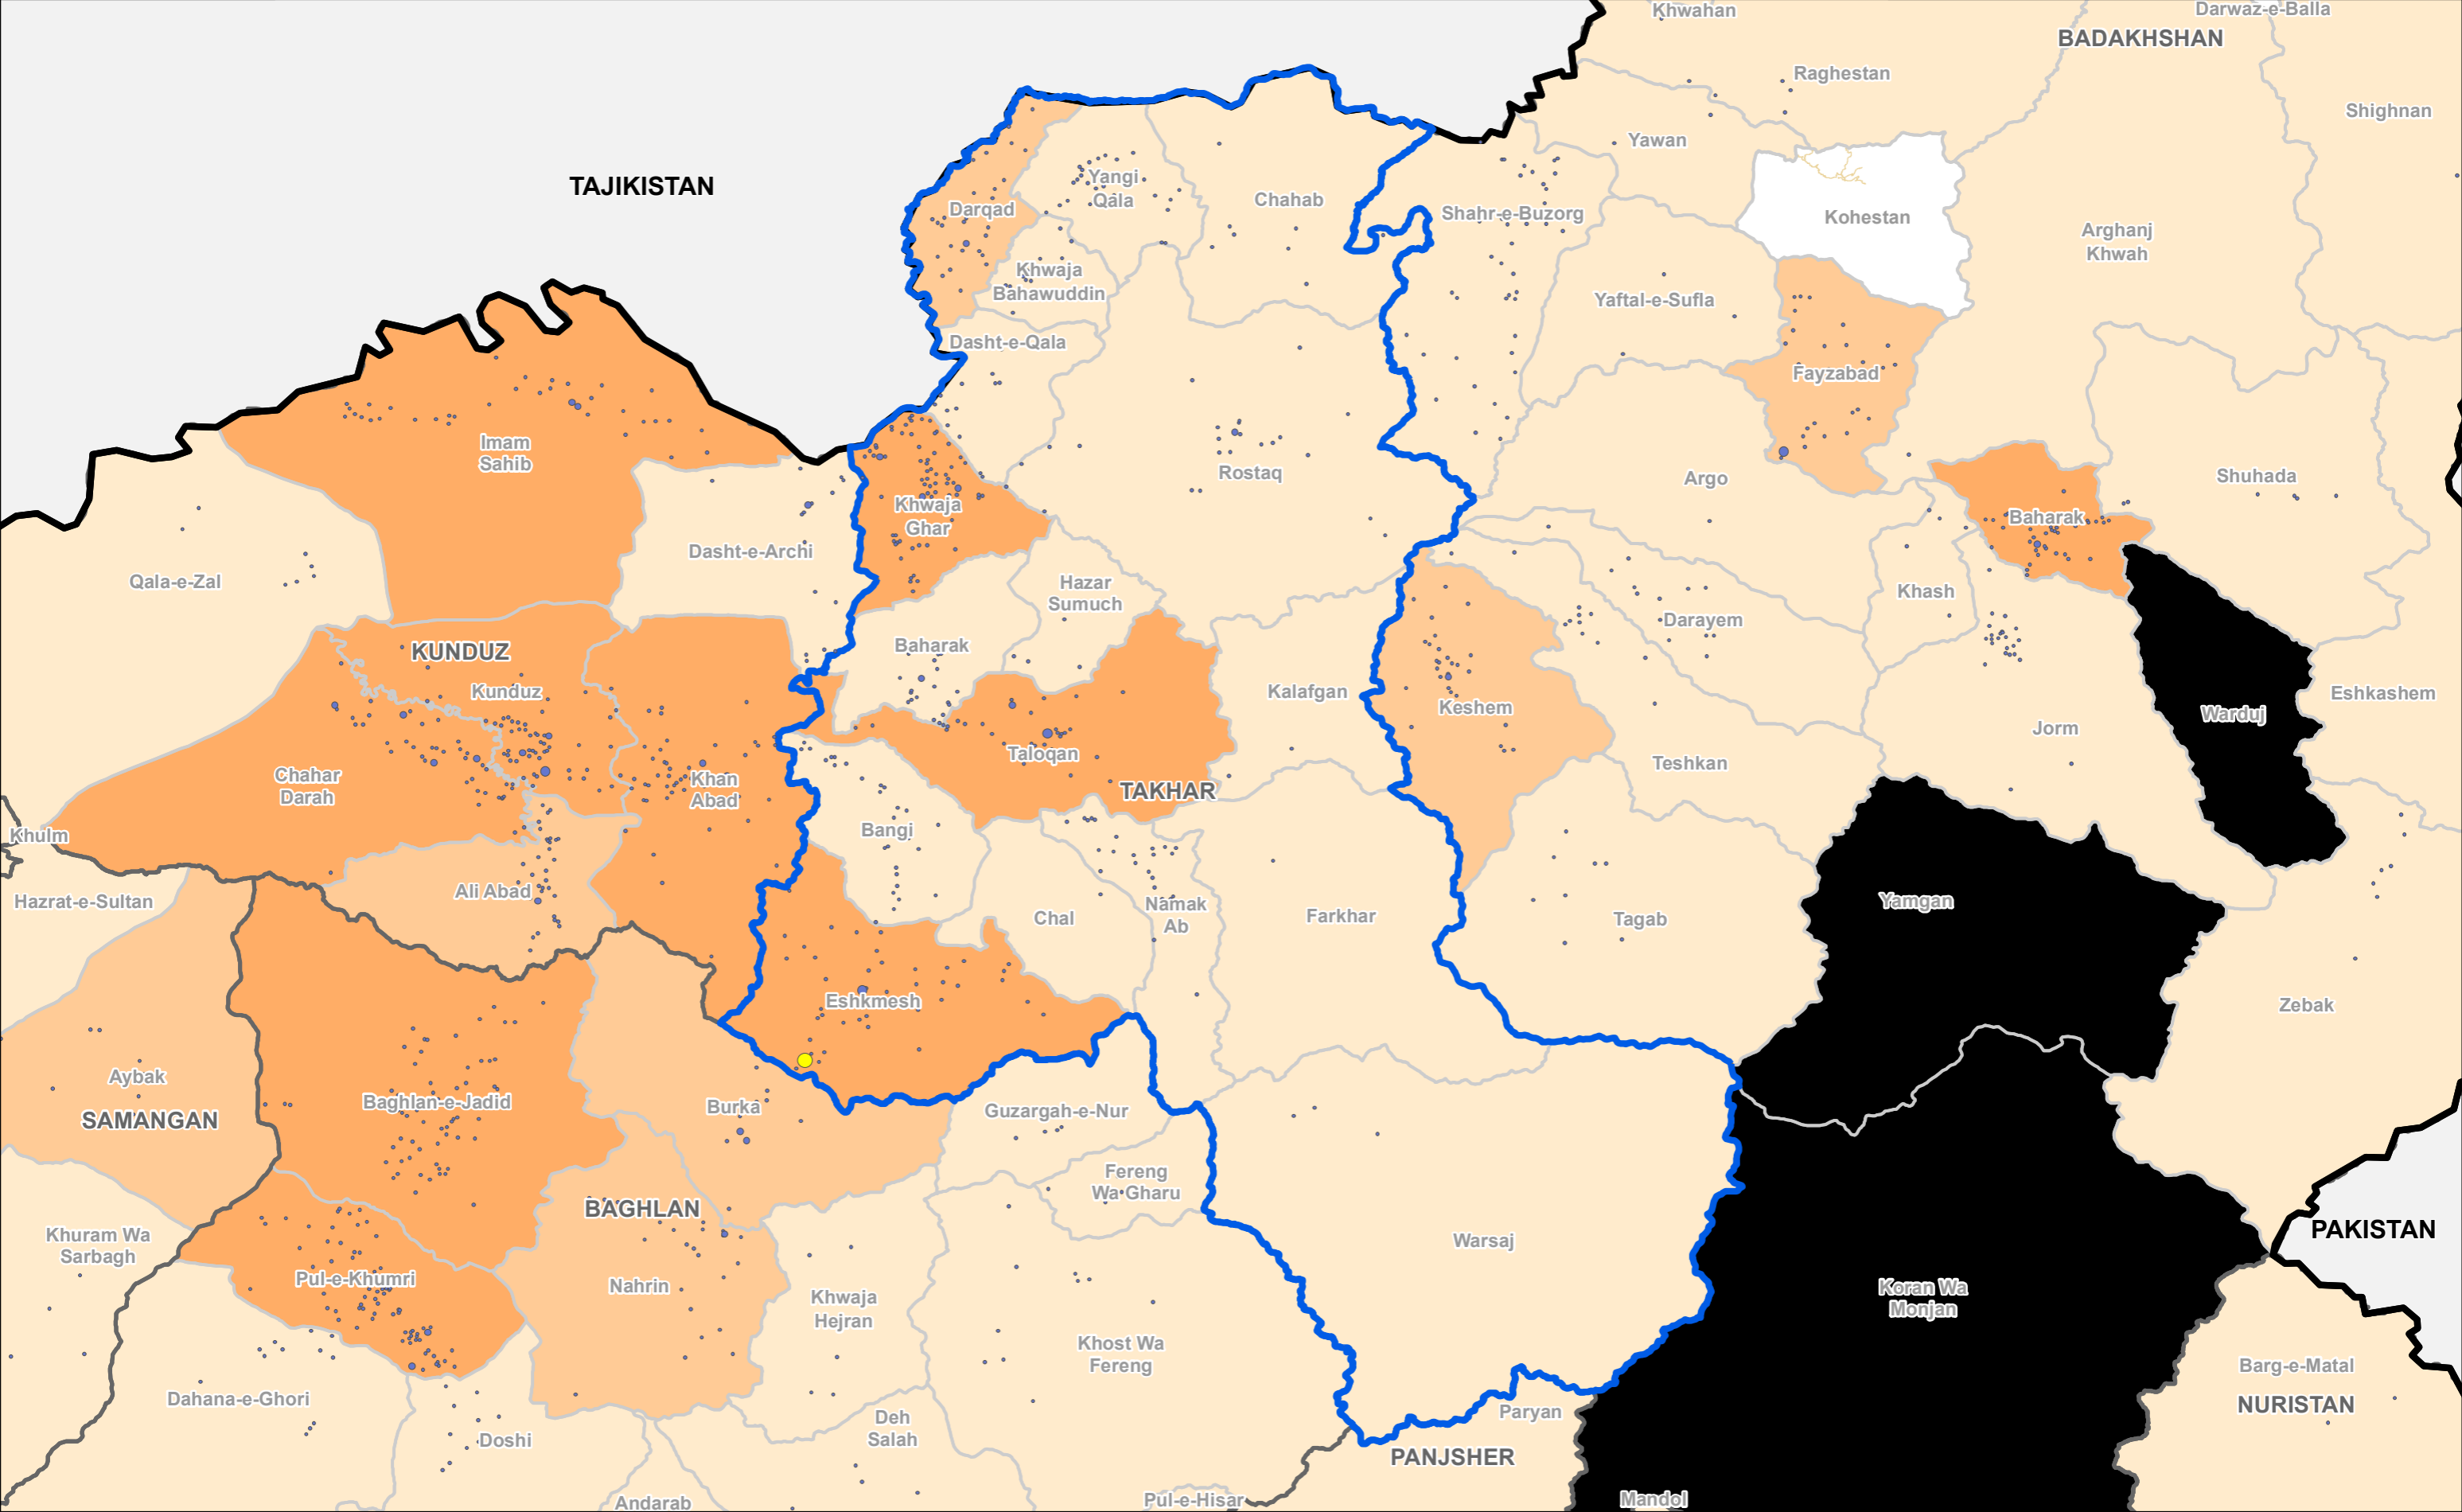 Khwahan
Darwaz-e-Balla
BADAKHSHAN
Raghestan
Shighnan
Yawan
TAJIKISTAN
Yangi
Qala
Darqad
Chahab
Shahr-e-Buzorg
Kohestan
Arghanj
Khwah
Khwaja
Bahawuddin
Yaftal-e-Sufla
Dasht-e-Qala
Fayzabad
Imam
Sahib
Rostaq
Argo
Shuhada
Khwaja
Ghar
Baharak
Dasht-e-Archi
Qala-e-Zal
Hazar
Sumuch
Khash
Darayem
Baharak
KUNDUZ
Kunduz
Kalafgan
Keshem
Eshkashem
Warduj
Jorm
Taloqan
Teshkan
Chahar
Darah
Khan
Abad
TAKHAR
Bangi
Khulm
Ali Abad
Hazrat-e-Sultan
Chal
Namak
Ab
Farkhar
Tagab
Yamgan
Eshkmesh
Zebak
Aybak
Baghlan-e-Jadid
Burka
Guzargah-e-Nur
SAMANGAN
Fereng
Wa Gharu
BAGHLAN
Khuram Wa
Sarbagh
Warsaj
PAKISTAN
Pul-e-Khumri
Nahrin
Khwaja
Hejran
Koran Wa
Monjan
Khost Wa
Fereng
Barg-e-Matal
NURISTAN
Dahana-e-Ghori
Deh
Salah
Paryan
Doshi
PANJSHER
Andarab
Pul-e-Hisar
Mandol